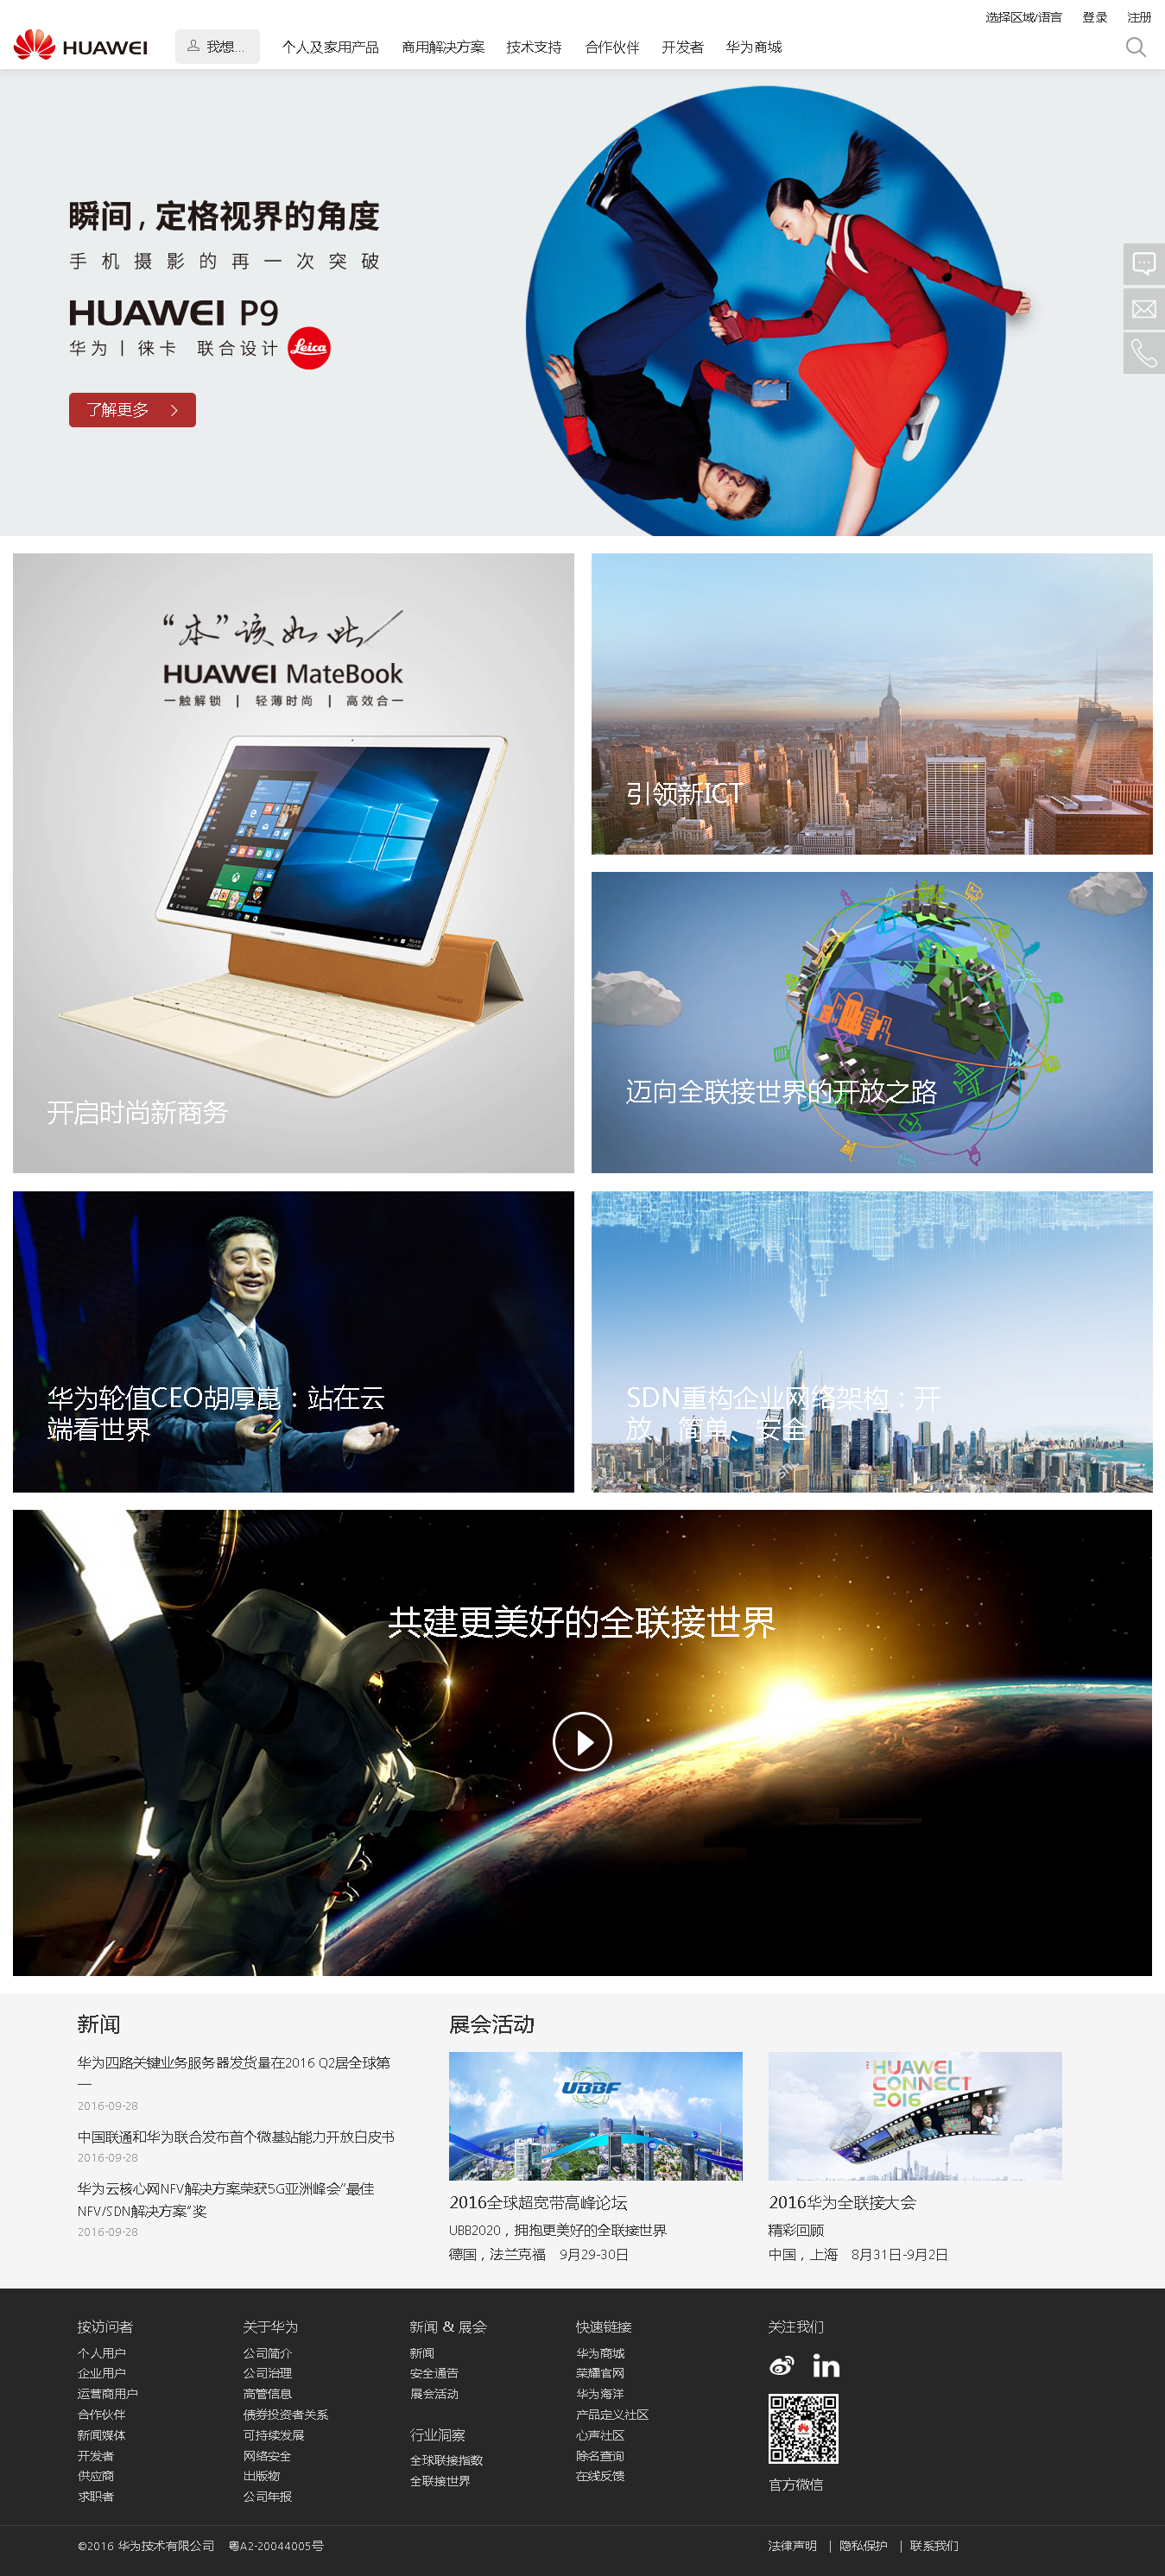 选择区域/语言 登录 注册
HUAWEI 我想... 个人及家用产品 商用解决方案 技术支持 合作伙伴 开发者 华为商城
瞬间，定格视界的角度
手机摄影的再一次突破
HUAWEI P9
华为 | 徕卡 联合设计 Leica
了解更多
“本”该如此
HUAWEI MateBook
一触解锁 | 轻薄时尚 | 高效合一
HUAWEI
开启时尚新商务
引领新ICT
迈向全联接世界的开放之路
华为轮值CEO胡厚崑：站在云
端看世界
SDN重构企业网络架构：开
放、简单、安全
共建更美好的全联接世界
新闻
华为四路关键业务服务器发货量在2016 Q2居全球第
一
2016-09-28
中国联通和华为联合发布首个微基站能力开放白皮书
2016-09-28
华为云核心网NFV解决方案荣获5G亚洲峰会“最佳
NFV/SDN解决方案”奖
2016-09-28
展会活动
UBBF
2016全球超宽带高峰论坛
UBB2020，拥抱更美好的全联接世界
德国，法兰克福 9月29-30日
HUAWEI
CONNECT
2016
2016华为全联接大会
精彩回顾
中国，上海 8月31日-9月2日
按访问者
个人用户
企业用户
运营商用户
合作伙伴
新闻媒体
开发者
供应商
求职者
关于华为
公司简介
公司治理
高管信息
债券投资者关系
可持续发展
网络安全
出版物
公司年报
新闻 & 展会
新闻
安全通告
展会活动
行业洞察
全球联接指数
全联接世界
快速链接
华为商城
荣耀官网
华为海洋
产品定义社区
心声社区
除名查询
在线反馈
关注我们
in
官方微信
©2016 华为技术有限公司 粤A2-20044005号
法律声明 | 隐私保护 | 联系我们